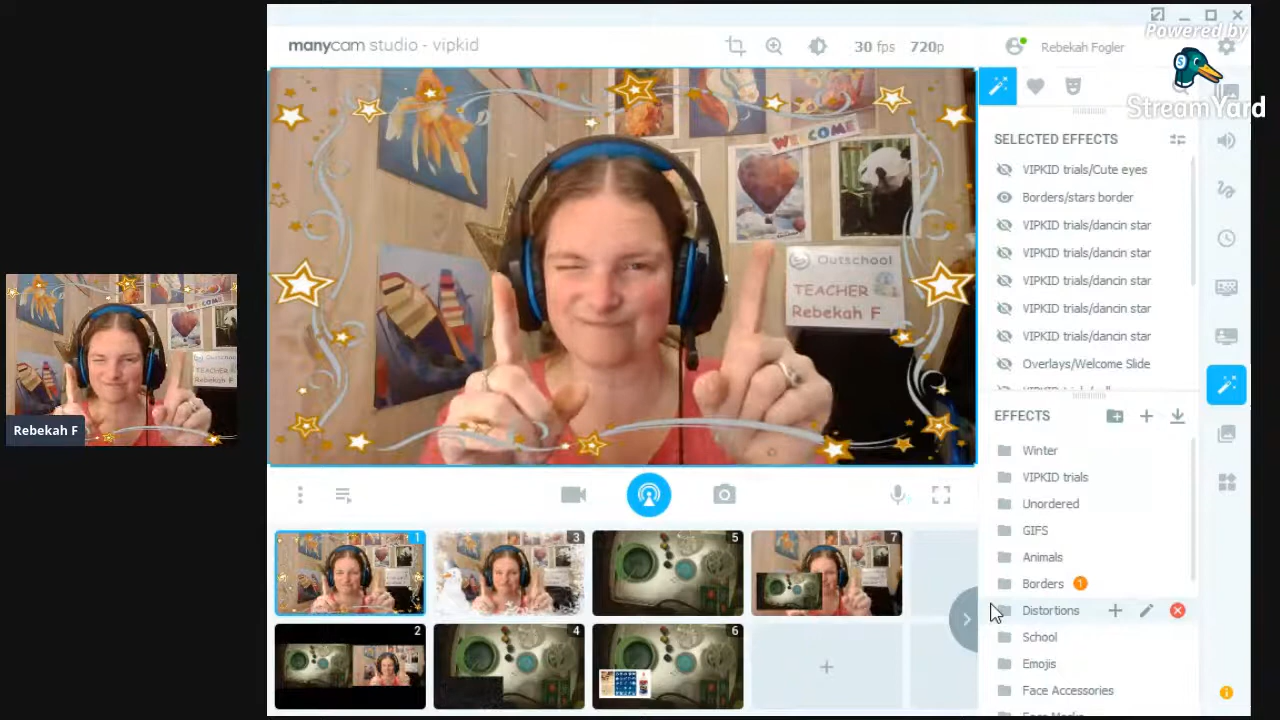 manycam studio - vipkid
30 fps
720p
Rebekah Fogler
Powered by
StreamYard
SELECTED EFFECTS
VIPKID trials/Cute eyes
Borders/stars border
VIPKID trials/dancin star
VIPKID trials/dancin star
VIPKID trials/dancin star
VIPKID trials/dancin star
VIPKID trials/dancin star
Overlays/Welcome Slide
EFFECTS
Winter
VIPKID trials
Unordered
GIFS
Animals
Borders 1
Distortions
School
Emojis
Face Accessories
WELCOME
Outschool
TEACHER
Rebekah F
Rebekah F
1
3
5
7
2
4
6